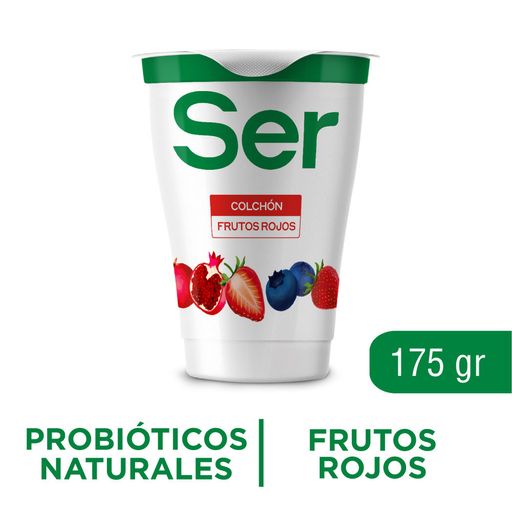 Ser
COLCHÓN
FRUTOS ROJOS
175 gr
PROBIÓTICOS
NATURALES
FRUTOS
ROJOS